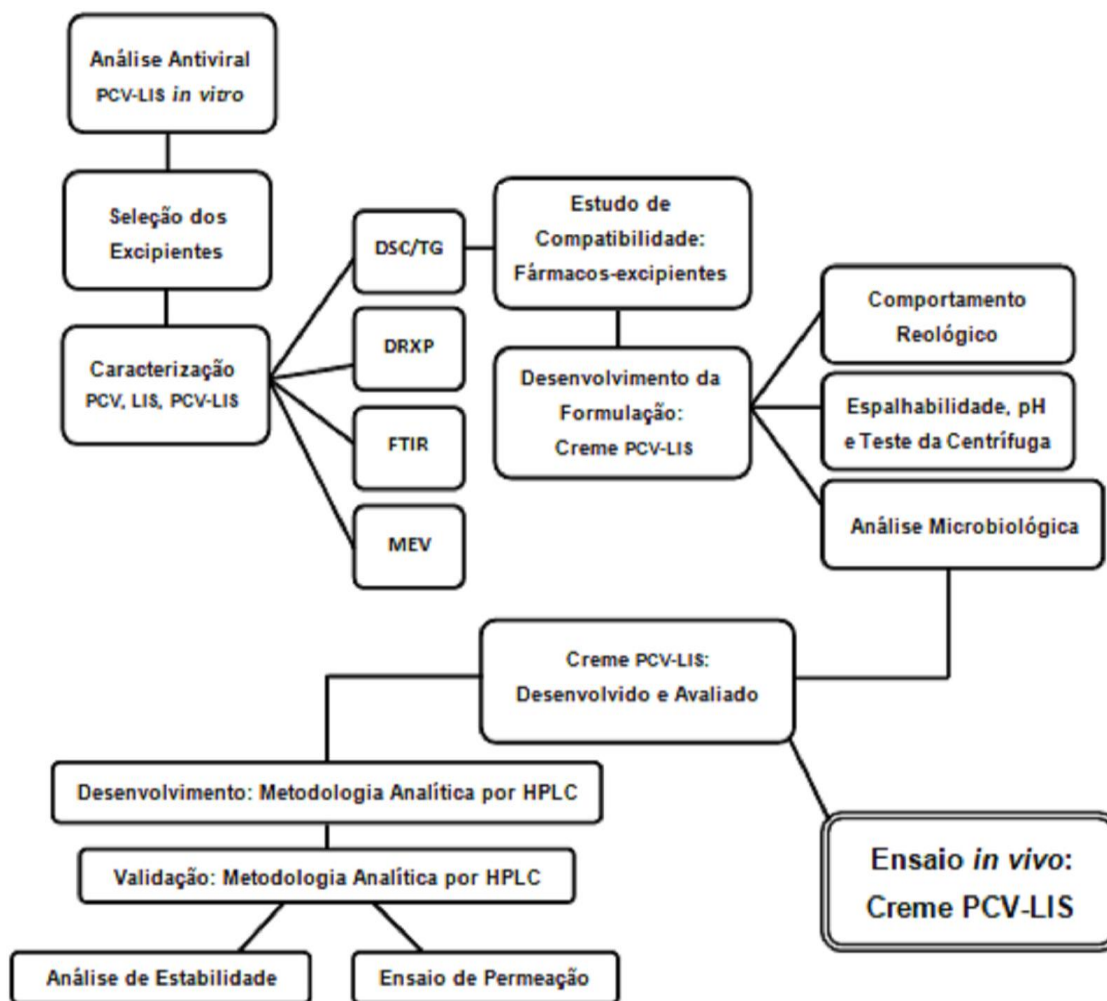 Análise Antiviral
PCV-LIS in vitro
Seleção dos
Excipientes
Caracterização
PCV, LIS, PCV-LIS
DSC/TG
DRXP
FTIR
MEV
Estudo de
Compatibilidade:
Fármacos-excipientes
Desenvolvimento da
Formulação:
Creme PCV-LIS
Comportamento
Reológico
Espalhabilidade, pH
e Teste da Centrífuga
Análise Microbiológica
Creme PCV-LIS:
Desenvolvido e Avaliado
Desenvolvimento: Metodologia Analítica por HPLC
Validação: Metodologia Analítica por HPLC
Análise de Estabilidade
Ensaio de Permeação
Ensaio in vivo:
Creme PCV-LIS